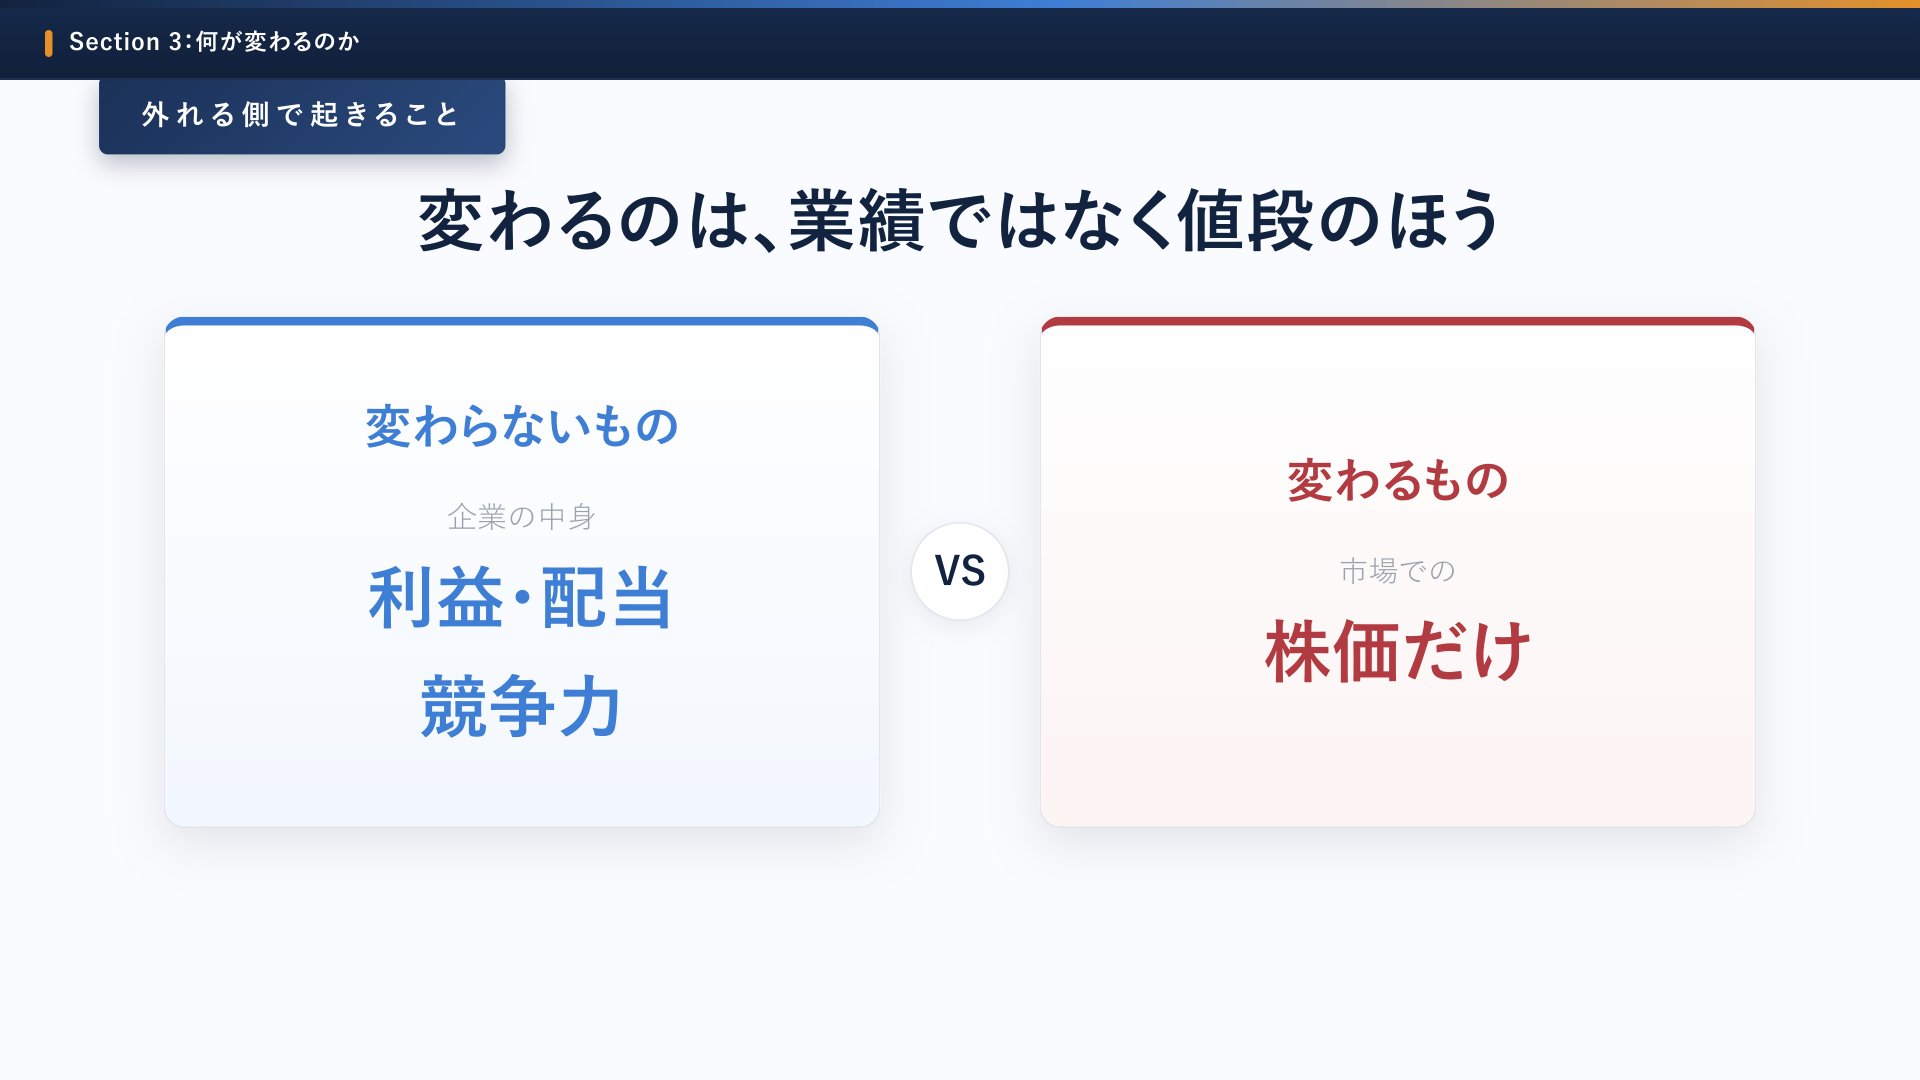 Section 3：何が変わるのか
外れる側で起きること
変わるのは、業績ではなく値段のほう
変わらないもの
企業の中身
利益・配当
競争力
VS
変わるもの
市場での
株価だけ